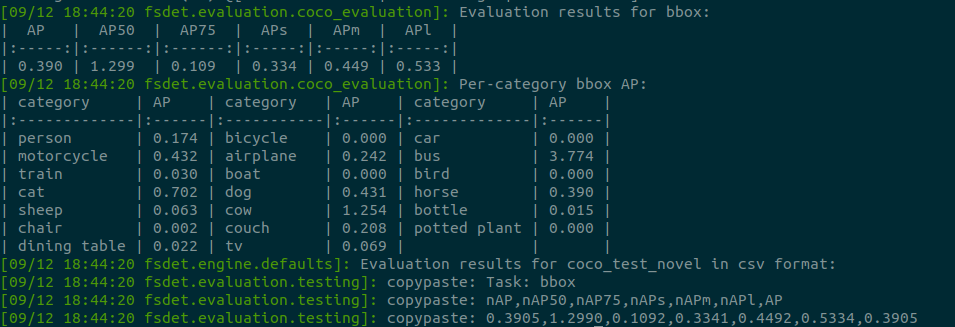 [09/12 18:44:20 fsdet.evaluation.coco_evaluation]: Evaluation results for bbox:
| AP | AP50 | AP75 | APs | APm | APl |
|:-----:|:------:|:------:|:-----:|:-----:|:-----:|
| 0.390 | 1.299 | 0.109 | 0.334 | 0.449 | 0.533 |
[09/12 18:44:20 fsdet.evaluation.coco_evaluation]: Per-category bbox AP:
| category | AP | category | AP | category | AP |
|:-------------|:------|:-----------|:------|:-------------|:------|
| person | 0.174 | bicycle | 0.000 | car | 0.000 |
| motorcycle | 0.432 | airplane | 0.242 | bus | 3.774 |
| train | 0.030 | boat | 0.000 | bird | 0.000 |
| cat | 0.702 | dog | 0.431 | horse | 0.390 |
| sheep | 0.063 | cow | 1.254 | bottle | 0.015 |
| chair | 0.002 | couch | 0.208 | potted plant | 0.000 |
| dining table | 0.022 | tv | 0.069 | | |
[09/12 18:44:20 fsdet.engine.defaults]: Evaluation results for coco_test_novel in csv format:
[09/12 18:44:20 fsdet.evaluation.testing]: copypaste: Task: bbox
[09/12 18:44:20 fsdet.evaluation.testing]: copypaste: nAP,nAP50,nAP75,nAPs,nAPm,nAPl,AP
[09/12 18:44:20 fsdet.evaluation.testing]: copypaste: 0.3905,1.2990,0.1092,0.3341,0.4492,0.5334,0.3905